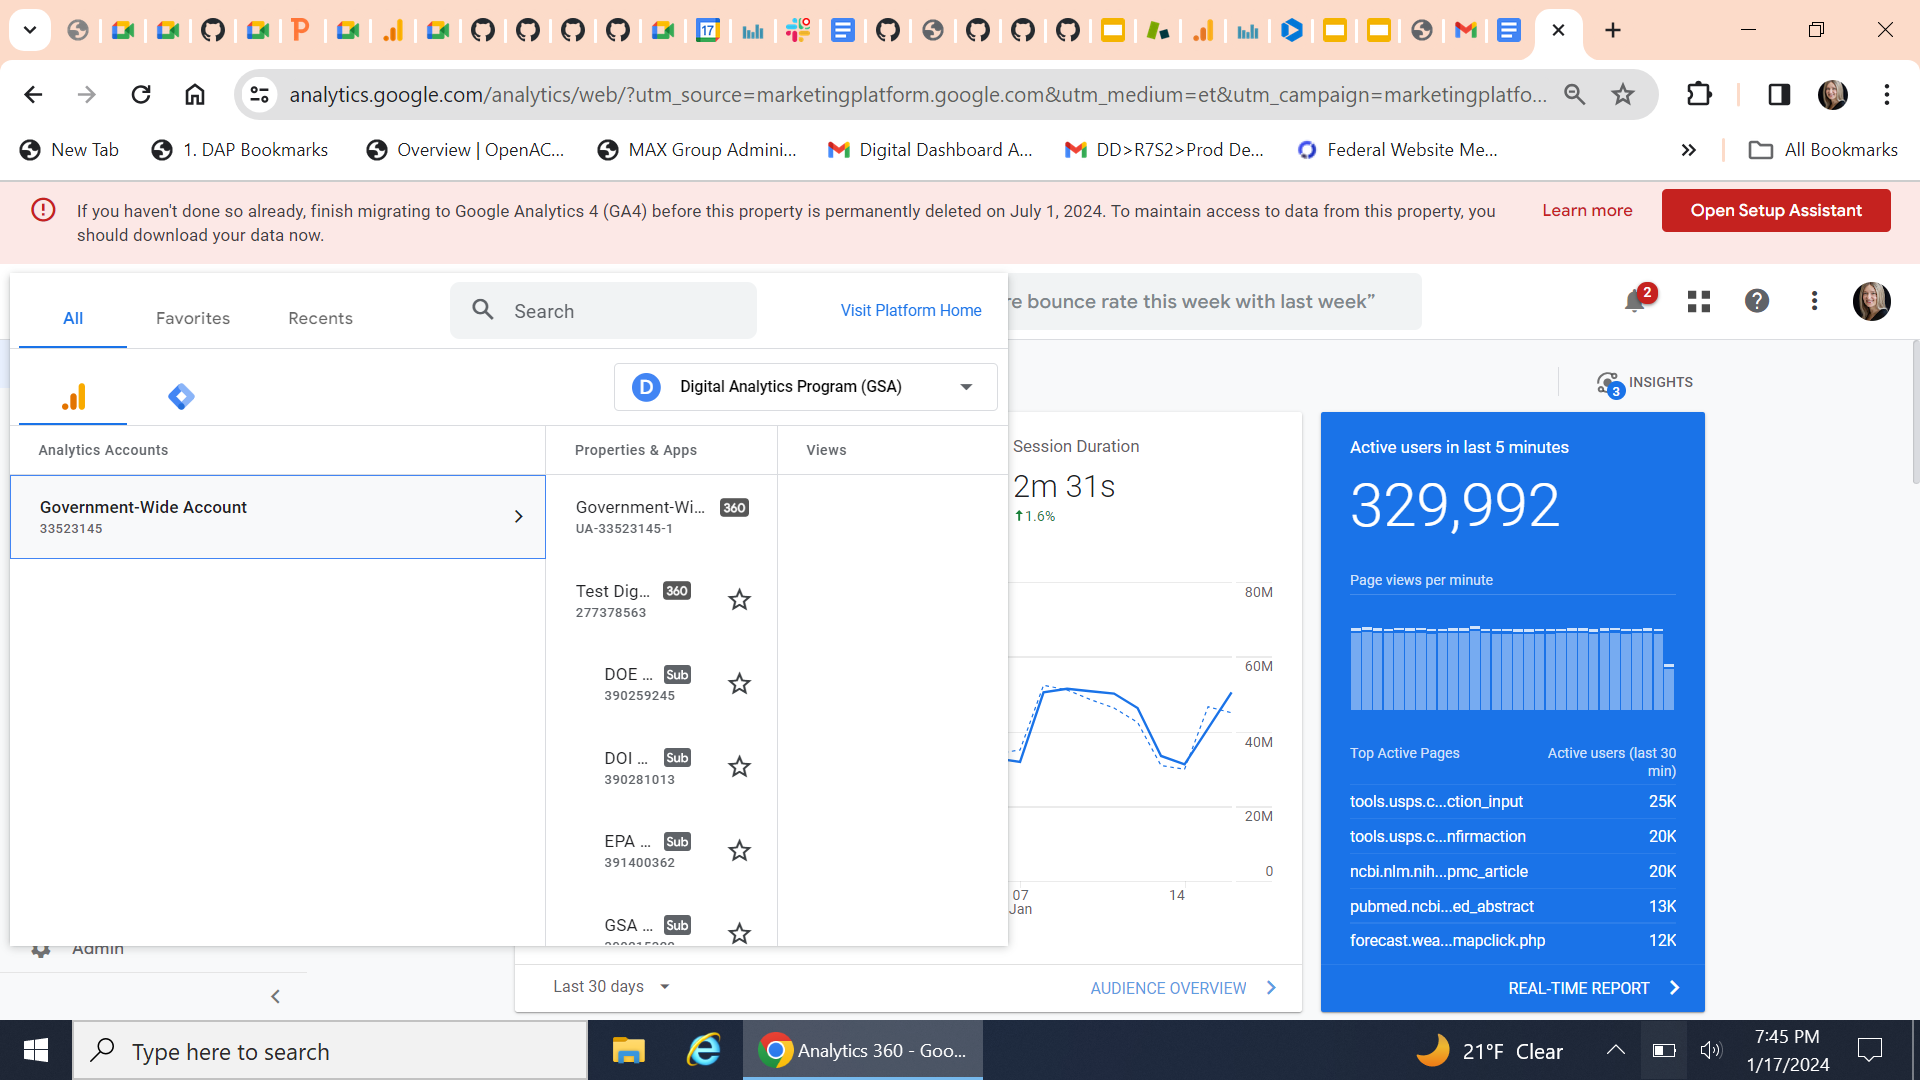 analytics.google.com/analytics/web/?utm_source=marketingplatform.google.com&utm_medium=et&utm_campaign=marketingplatfo...
New Tab
1. DAP Bookmarks
Overview | OpenAC...
MAX Group Admini...
Digital Dashboard A...
DD>R7S2>Prod De...
Federal Website Me...
»
All Bookmarks
If you haven't done so already, finish migrating to Google Analytics 4 (GA4) before this property is permanently deleted on July 1, 2024. To maintain access to data from this property, you
should download your data now.
Learn more
Open Setup Assistant
All
Favorites
Recents
Search
Visit Platform Home
re bounce rate this week with last week”
2
D
Digital Analytics Program (GSA)
3
INSIGHTS
Analytics Accounts
Properties & Apps
Views
Government-Wide Account
33523145
Government-Wi... 360
UA-33523145-1
Test Dig... 360
277378563
DOE ... Sub
390259245
DOI ... Sub
390281013
EPA ... Sub
391400362
GSA ... Sub
Session Duration
2m 31s
1.6%
80M
60M
40M
20M
0
07
Jan
14
Active users in last 5 minutes
329,992
Page views per minute
Top Active Pages
Active users (last 30
min)
tools.usps.c...ction_input 25K
tools.usps.c...nfirmaction 20K
ncbi.nlm.nih...pmc_article 20K
pubmed.ncbi...ed_abstract 13K
forecast.wea...mapclick.php 12K
REAL-TIME REPORT
Admin
Last 30 days
AUDIENCE OVERVIEW
Type here to search
Analytics 360 - Goo...
21°F Clear
7:45 PM
1/17/2024